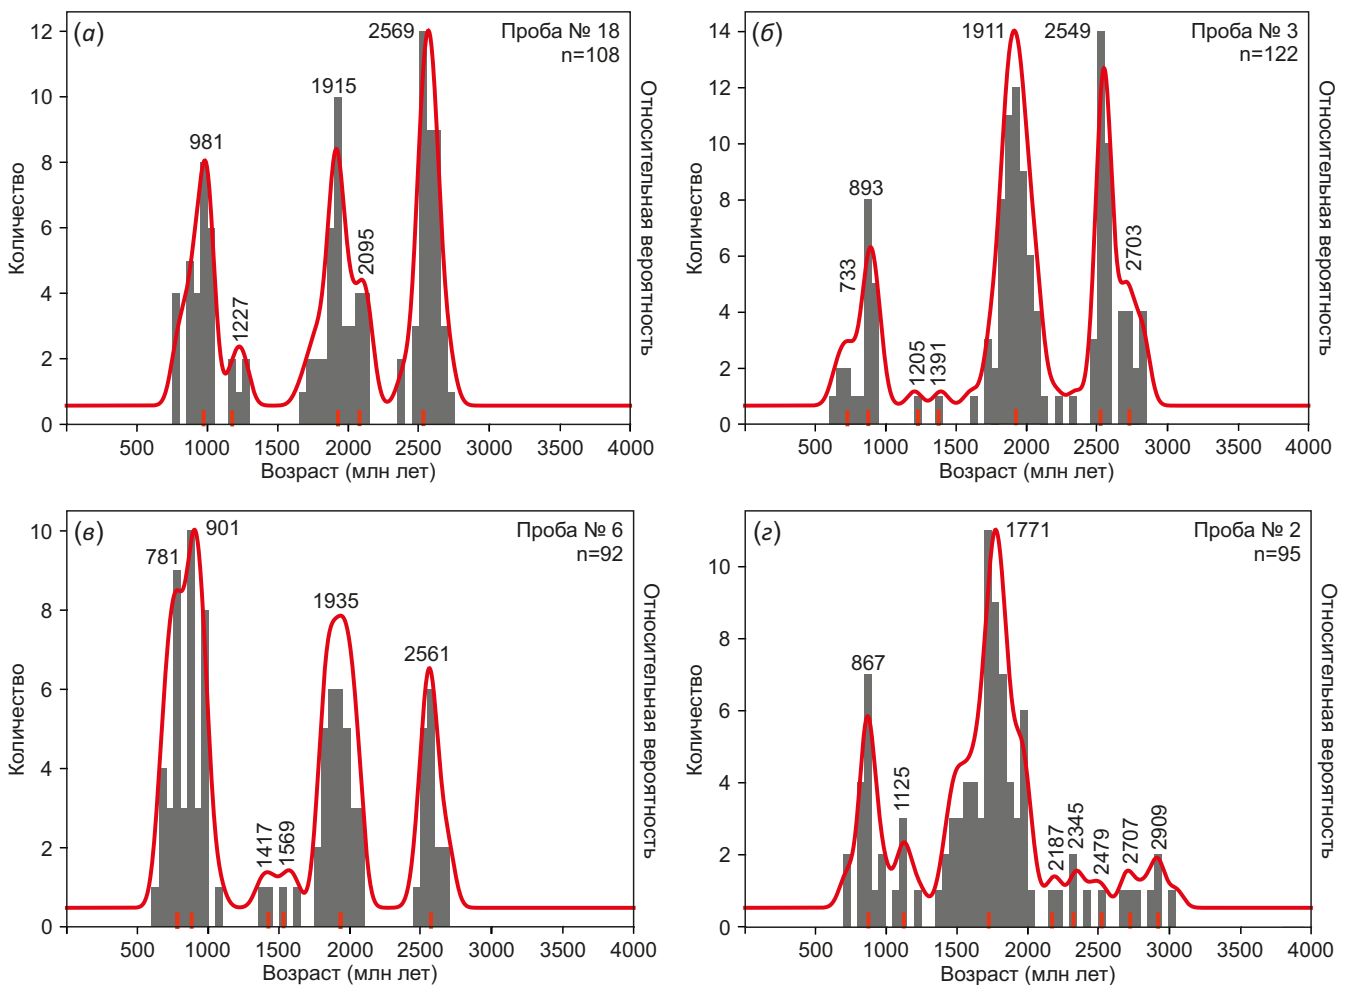 (а)
Проба № 18
n=108
2569
1915
981
2095
1227
Количество
Относительная вероятность
12
10
8
6
4
2
0
500 1000 1500 2000 2500 3000 3500 4000
Возраст (млн лет)
(б)
Проба № 3
n=122
1911
2549
893
733
2703
1205
1391
Количество
Относительная вероятность
14
12
10
8
6
4
2
0
500 1000 1500 2000 2500 3000 3500 4000
Возраст (млн лет)
(в)
Проба № 6
n=92
901
781
1935
2561
1417
1569
Количество
Относительная вероятность
10
8
6
4
2
0
500 1000 1500 2000 2500 3000 3500 4000
Возраст (млн лет)
(г)
Проба № 2
n=95
1771
867
1125
2187
2345
2479
2707
2909
Количество
Относительная вероятность
10
8
6
4
2
0
500 1000 1500 2000 2500 3000 3500 4000
Возраст (млн лет)